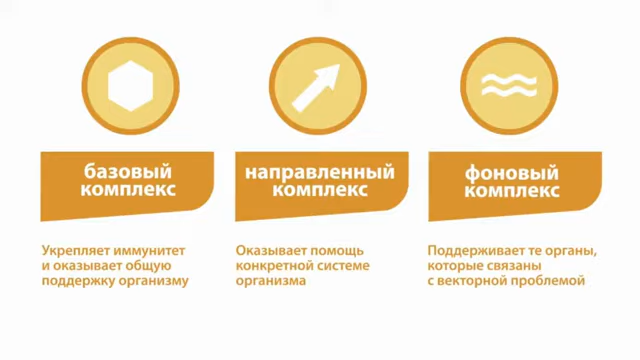 базовый
комплекс
Укрепляет иммунитет
и оказывает общую
поддержку организму
направленный
комплекс
Оказывает помощь
конкретной системе
организма
фоновый
комплекс
Поддерживает те органы,
которые связаны
с векторной проблемой